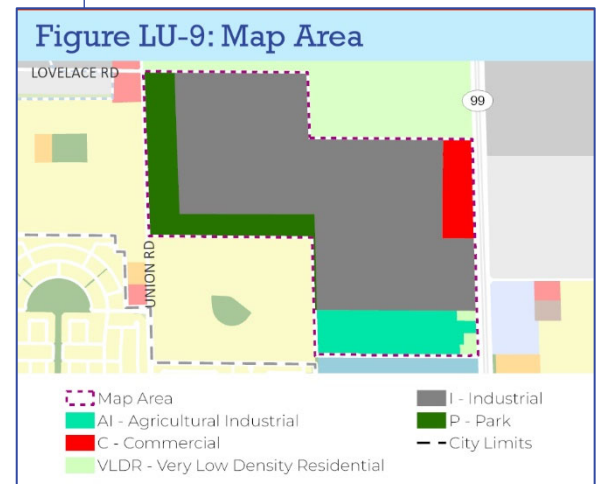 Figure LU-9: Map Area
LOVELACE RD
99
UNION RD
Map Area
AI - Agricultural Industrial
C - Commercial
VLDR - Very Low Density Residential
I - Industrial
P - Park
City Limits